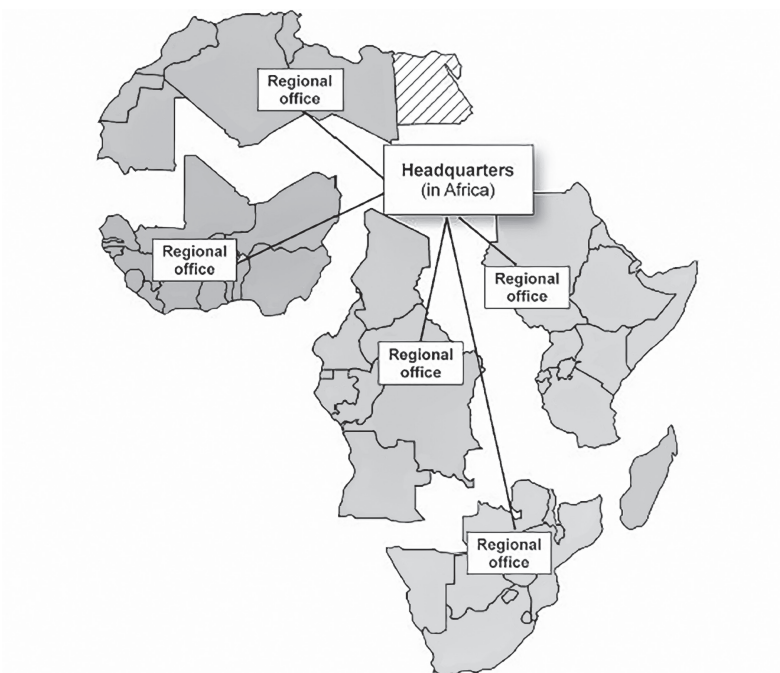 Regional
office
Headquarters
(in Africa)
Regional
office
Regional
office
Regional
office
Regional
office